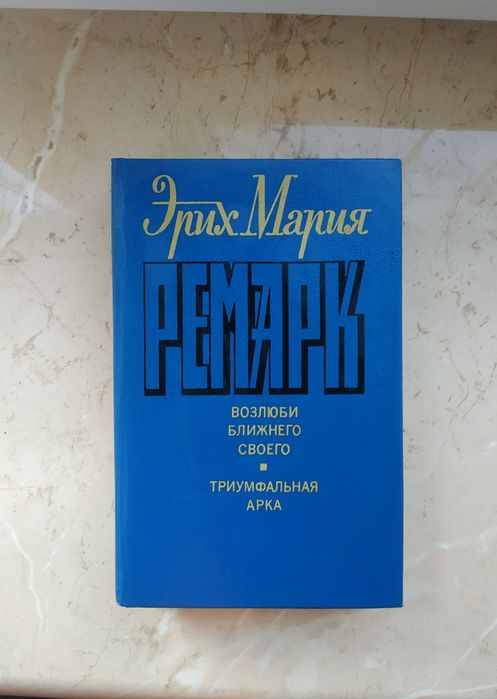 Эрих Мария
РЕМАРК
ВОЗЛЮБИ
БЛИЖНЕГО
СВОЕГО
ТРИУМФАЛЬНАЯ
АРКА